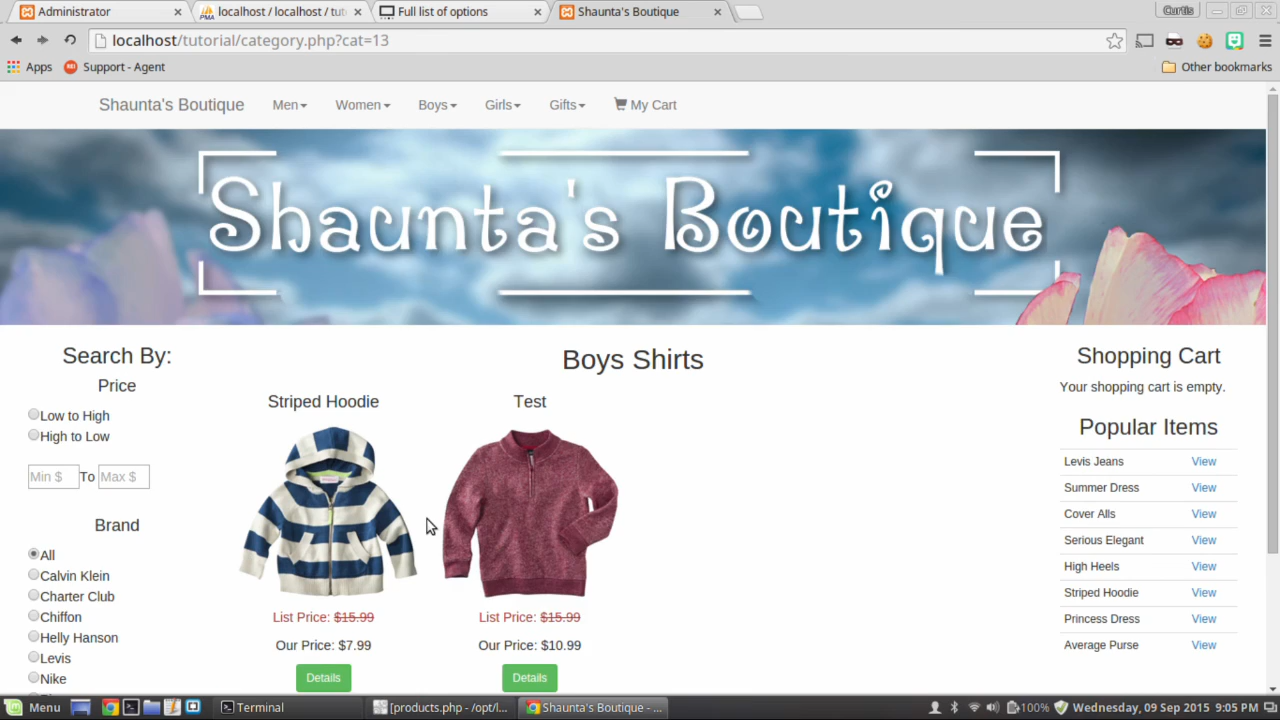 Administrator
localhost / localhost / tut
Full list of options
Shaunta's Boutique
Curtis
localhost/tutorial/category.php?cat=13
Apps
Support - Agent
Other bookmarks
Shaunta's Boutique
Men
Women
Boys
Girls
Gifts
My Cart
Shaunta's Boutique
Search By:
Price
Low to High
High to Low
Min $ To Max $
Brand
All
Calvin Klein
Charter Club
Chiffon
Helly Hanson
Levis
Nike
Boys Shirts
Striped Hoodie
List Price: $15.99
Our Price: $7.99
Details
Test
List Price: $15.99
Our Price: $10.99
Details
Shopping Cart
Your shopping cart is empty.
Popular Items
Levis Jeans View
Summer Dress View
Cover Alls View
Serious Elegant View
High Heels View
Striped Hoodie View
Princess Dress View
Average Purse View
Menu
Terminal
[products.php - /opt/l...
Shaunta's Boutique - ...
100%
Wednesday, 09 Sep 2015 9:05 PM